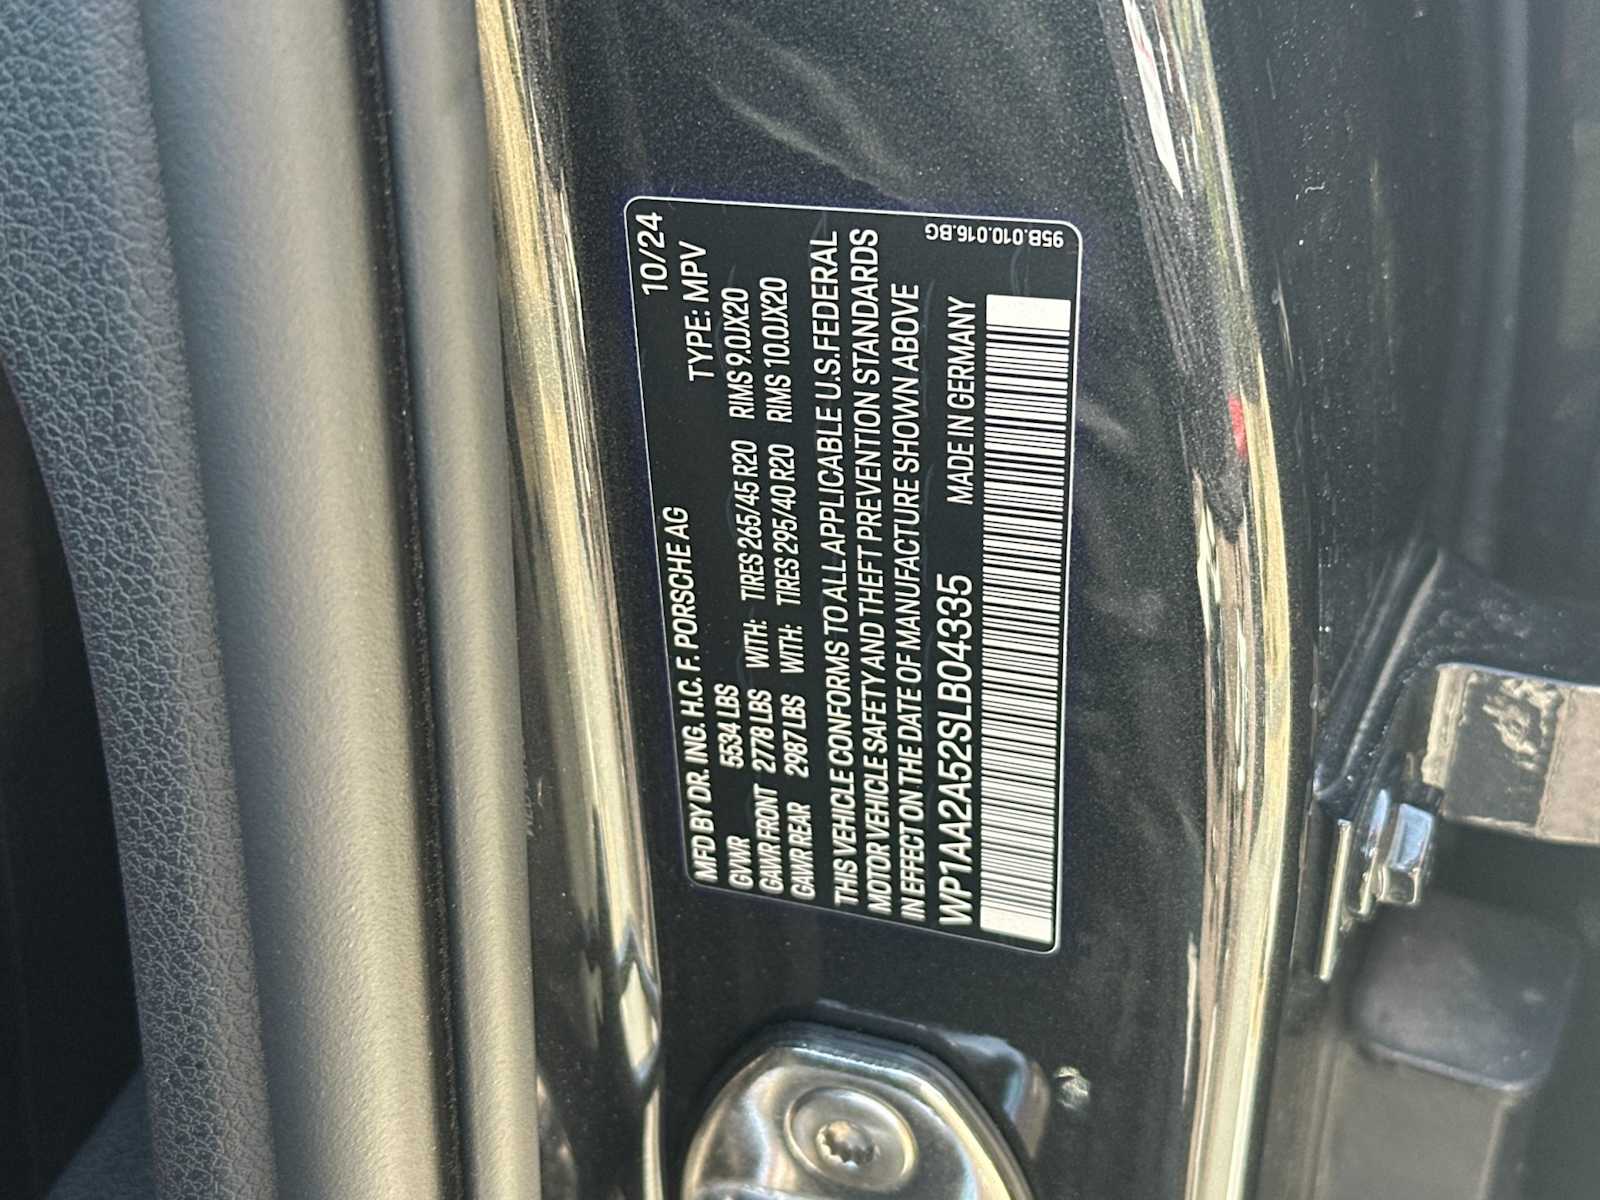 10/24
MFD BY DR. ING. H.C. F. PORSCHE AG TYPE: MPV
GVWR 5534 LBS
GAWR FRONT 2778 LBS WITH: TIRES 265/45 R20 RIMS 9.0JX20
GAWR REAR 2987 LBS WITH: TIRES 295/40 R20 RIMS 10.0JX20
THIS VEHICLE CONFORMS TO ALL APPLICABLE U.S.FEDERAL
MOTOR VEHICLE SAFETY AND THEFT PREVENTION STANDARDS
IN EFFECT ON THE DATE OF MANUFACTURE SHOWN ABOVE
WP1AA2A52SLB04335 MADE IN GERMANY
95B.010.016.BG